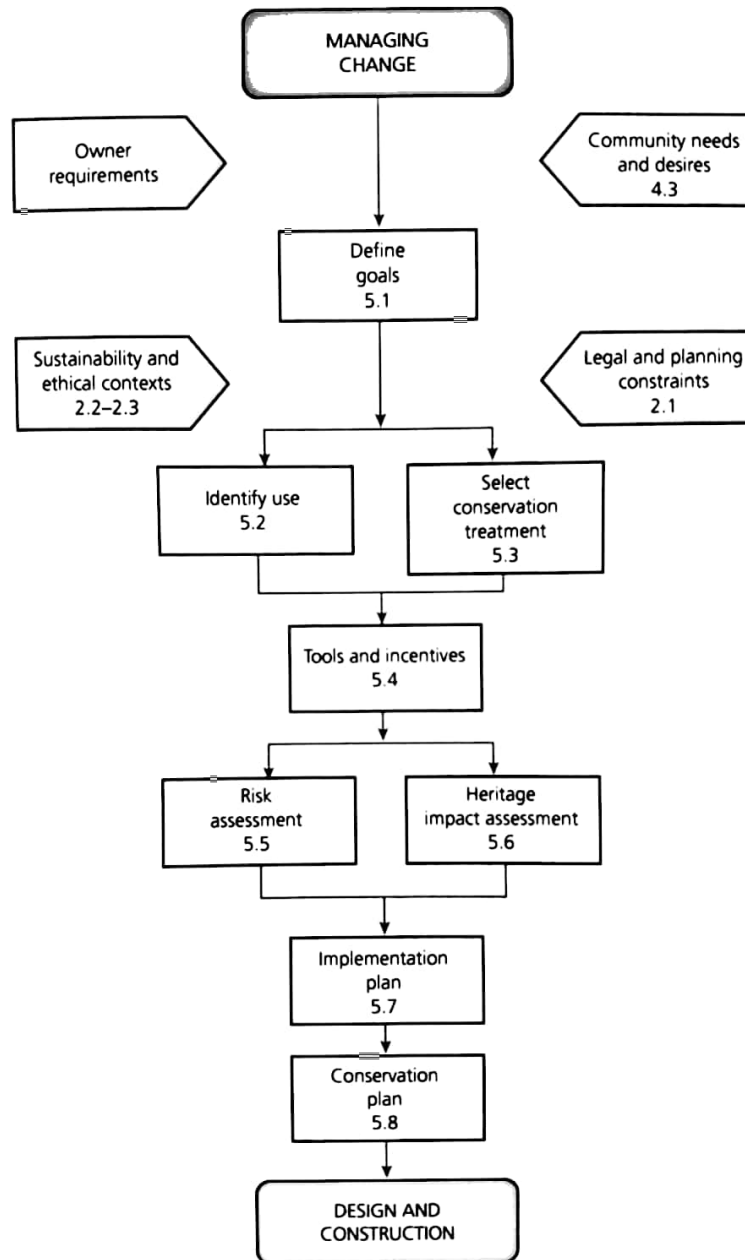 MANAGING
CHANGE
Owner
requirements
Community needs
and desires
4.3
Define
goals
5.1
Sustainability and
ethical contexts
2.2–2.3
Legal and planning
constraints
2.1
Identify use
5.2
Select
conservation
treatment
5.3
Tools and incentives
5.4
Risk
assessment
5.5
Heritage
impact assessment
5.6
Implementation
plan
5.7
Conservation
plan
5.8
DESIGN AND
CONSTRUCTION